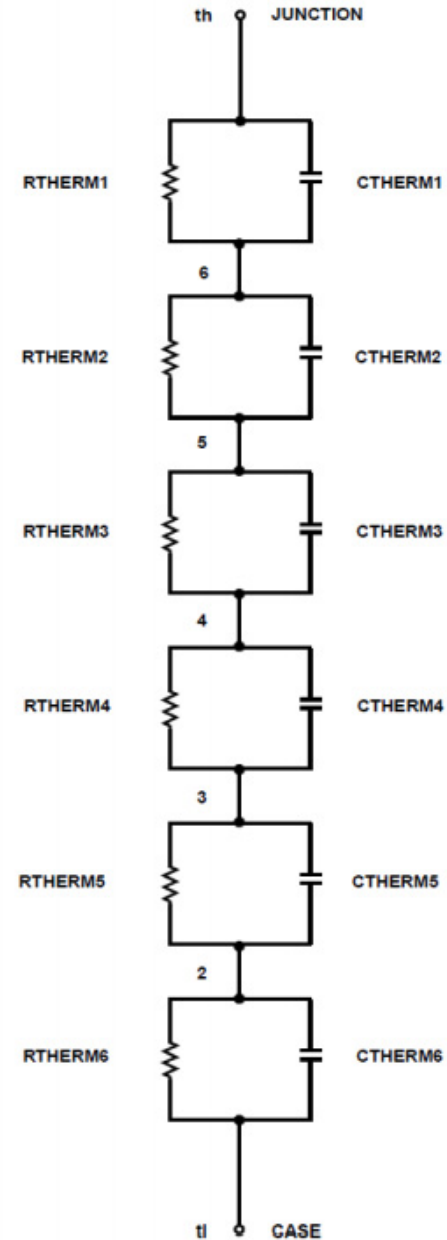 th JUNCTION
RTHERM1 CTHERM1
6
RTHERM2 CTHERM2
5
RTHERM3 CTHERM3
4
RTHERM4 CTHERM4
3
RTHERM5 CTHERM5
2
RTHERM6 CTHERM6
tl CASE